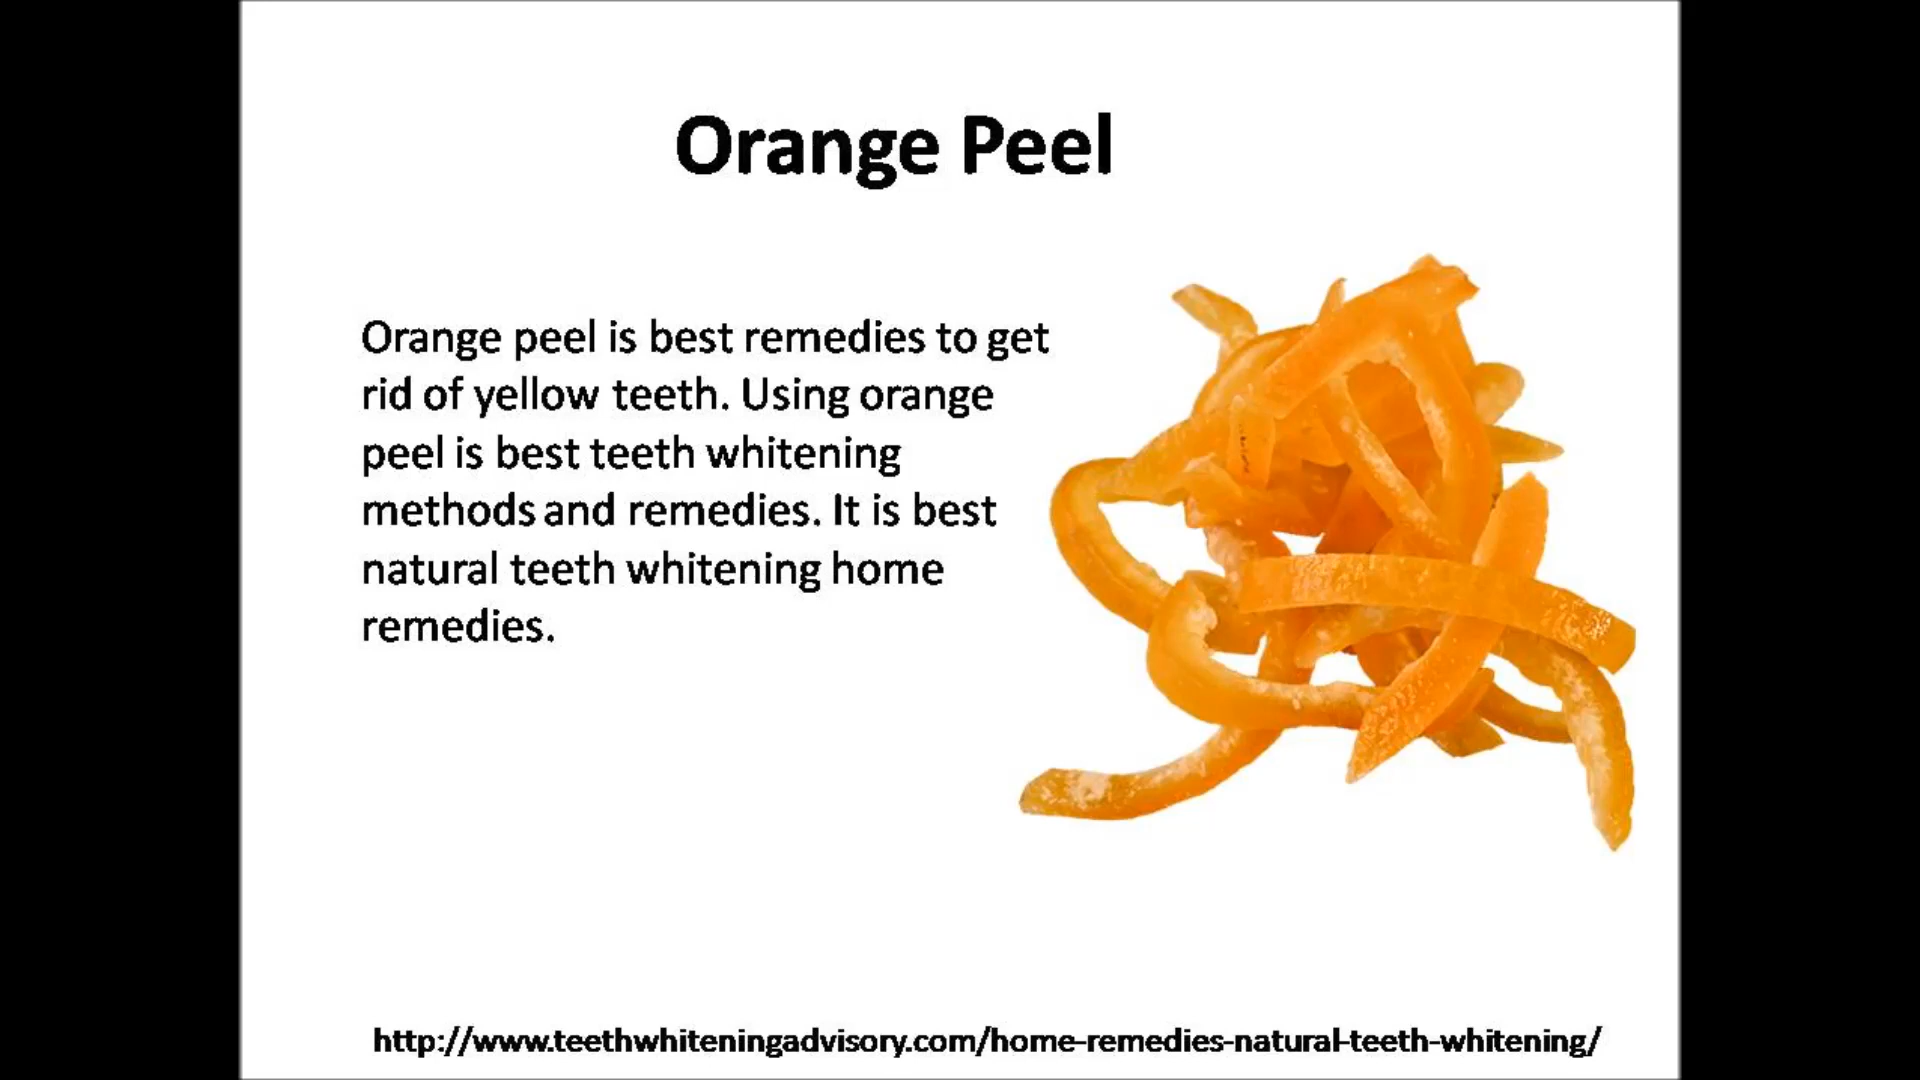 Orange Peel
Orange peel is best remedies to get
rid of yellow teeth. Using orange
peel is best teeth whitening
methods and remedies. It is best
natural teeth whitening home
remedies.
http://www.teethwhiteningadvisory.com/home-remedies-natural-teeth-whitening/